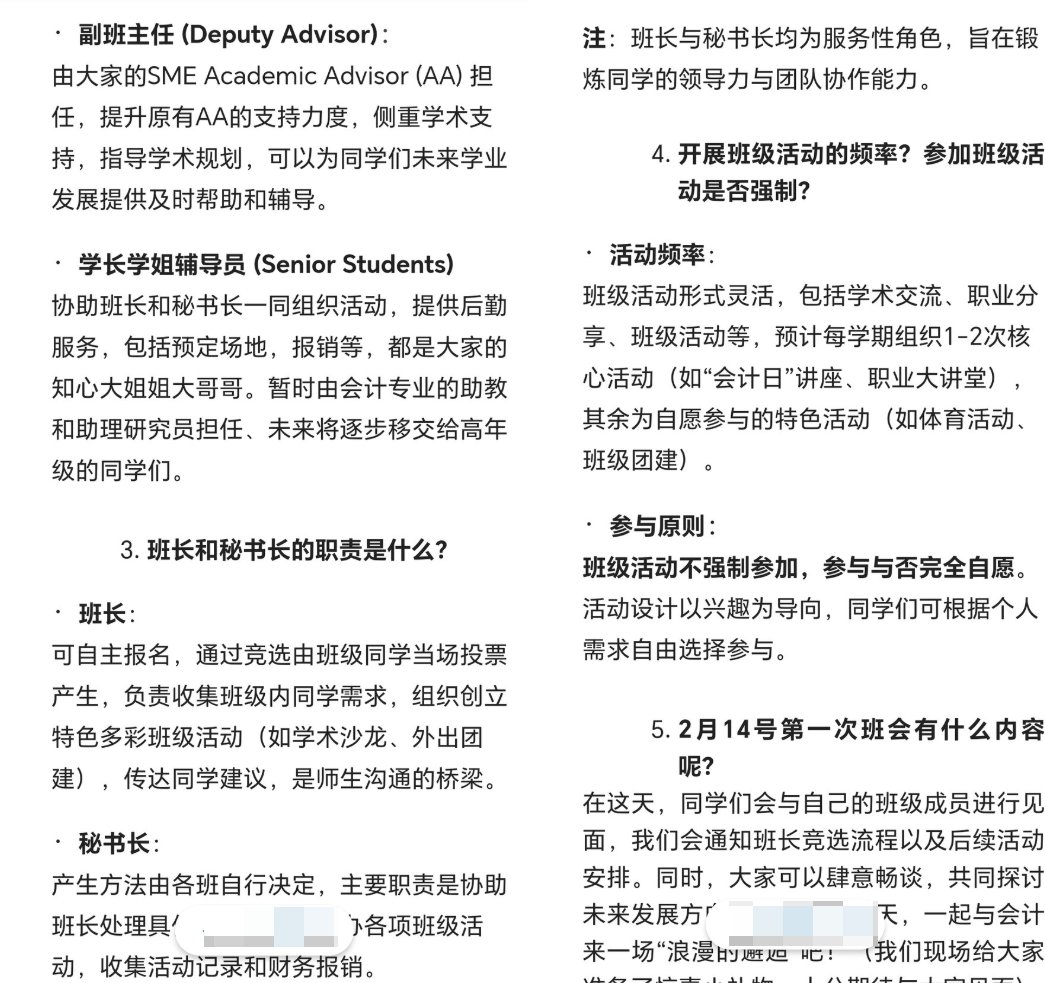 · 副班主任 (Deputy Advisor)：
由大家的SME Academic Advisor (AA) 担
任，提升原有AA的支持力度，侧重学术支
持，指导学术规划，可以为同学们未来学业
发展提供及时帮助和辅导。
· 学长学姐辅导员 (Senior Students)
协助班长和秘书长一同组织活动，提供后勤
服务，包括预定场地，报销等，都是大家的
知心大姐姐大哥哥。暂时由会计专业的助教
和助理研究员担任、未来将逐步移交给高年
级的同学们。
3. 班长和秘书长的职责是什么？
· 班长：
可自主报名，通过竞选由班级同学当场投票
产生，负责收集班级内同学需求，组织创立
特色多彩班级活动（如学术沙龙、外出团
建），传达同学建议，是师生沟通的桥梁。
· 秘书长：
产生方法由各班自行决定，主要职责是协助
班长处理具 各项班级活
动，收集活动记录和财务报销。
注：班长与秘书长均为服务性角色，旨在锻
炼同学的领导力与团队协作能力。
4. 开展班级活动的频率？参加班级活
动是否强制？
· 活动频率：
班级活动形式灵活，包括学术交流、职业分
享、班级活动等，预计每学期组织1-2次核
心活动（如“会计日”讲座、职业大讲堂），
其余为自愿参与的特色活动（如体育活动、
班级团建）。
· 参与原则：
班级活动不强制参加，参与与否完全自愿。
活动设计以兴趣为导向，同学们可根据个人
需求自由选择参与。
5. 2月14号第一次班会有什么内容
呢？
在这天，同学们会与自己的班级成员进行见
面，我们会通知班长竞选流程以及后续活动
安排。同时，大家可以肆意畅谈，共同探讨
未来发展方 天，一起与会计
来一场“浪漫的邂逅”吧！（我们现场给大家